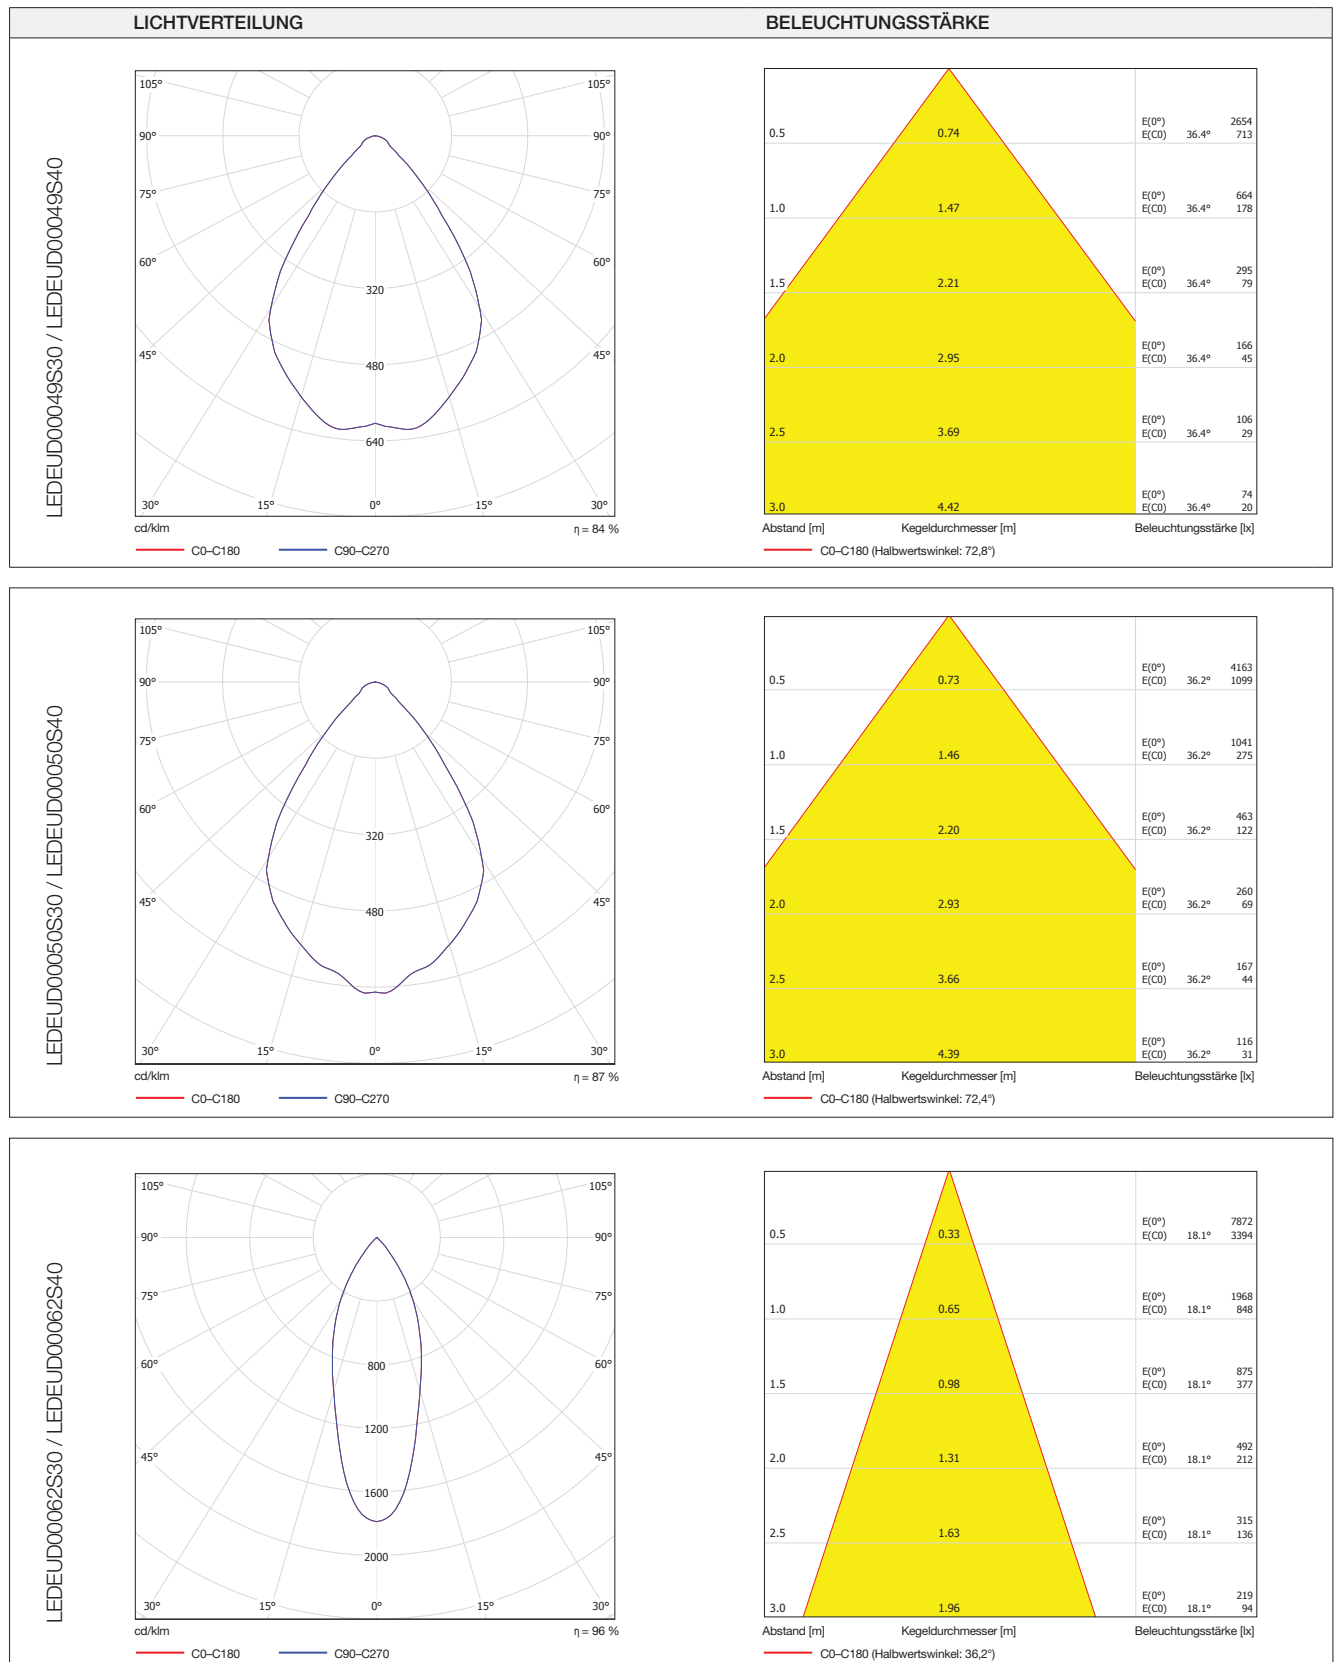 LICHTVERTEILUNG BELEUCHTUNGSSTÄRKE
LEDEUD00049S30 / LEDEUD00049S40
105° 105°
90° 90°
75° 75°
60° 60°
45° 45°
320
480
640
30° 15° 0° 15° 30°
cd/klm η = 84 %
C0–C180 C90–C270
0.5 0.74 E(0°) 2654
E(C0) 36.4° 713
1.0 1.47 E(0°) 664
E(C0) 36.4° 178
1.5 2.21 E(0°) 295
E(C0) 36.4° 79
2.0 2.95 E(0°) 166
E(C0) 36.4° 45
2.5 3.69 E(0°) 106
E(C0) 36.4° 29
3.0 4.42 E(0°) 74
E(C0) 36.4° 20
Abstand [m] Kegeldurchmesser [m] Beleuchtungsstärke [lx]
C0–C180 (Halbwertswinkel: 72,8°)
LEDEUD00050S30 / LEDEUD00050S40
105° 105°
90° 90°
75° 75°
60° 60°
45° 45°
320
480
30° 15° 0° 15° 30°
cd/klm η = 87 %
C0–C180 C90–C270
0.5 0.73 E(0°) 4163
E(C0) 36.2° 1099
1.0 1.46 E(0°) 1041
E(C0) 36.2° 275
1.5 2.20 E(0°) 463
E(C0) 36.2° 122
2.0 2.93 E(0°) 260
E(C0) 36.2° 69
2.5 3.66 E(0°) 167
E(C0) 36.2° 44
3.0 4.39 E(0°) 116
E(C0) 36.2° 31
Abstand [m] Kegeldurchmesser [m] Beleuchtungsstärke [lx]
C0–C180 (Halbwertswinkel: 72,4°)
LEDEUD00062S30 / LEDEUD00062S40
105° 105°
90° 90°
75° 75°
60° 60°
45° 45°
800
1200
1600
2000
30° 15° 0° 15° 30°
cd/klm η = 96 %
C0–C180 C90–C270
0.5 0.33 E(0°) 7872
E(C0) 18.1° 3394
1.0 0.65 E(0°) 1968
E(C0) 18.1° 848
1.5 0.98 E(0°) 875
E(C0) 18.1° 377
2.0 1.31 E(0°) 492
E(C0) 18.1° 212
2.5 1.63 E(0°) 315
E(C0) 18.1° 136
3.0 1.96 E(0°) 219
E(C0) 18.1° 94
Abstand [m] Kegeldurchmesser [m] Beleuchtungsstärke [lx]
C0–C180 (Halbwertswinkel: 36,2°)